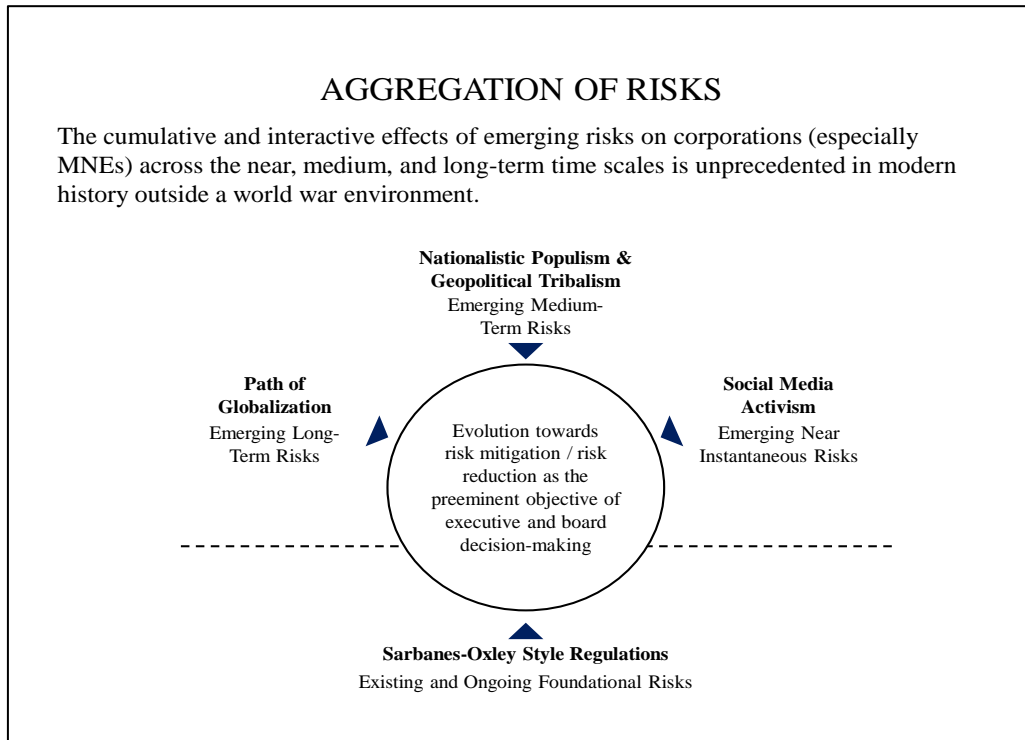 AGGREGATION OF RISKS
The cumulative and interactive effects of emerging risks on corporations (especially
MNEs) across the near, medium, and long-term time scales is unprecedented in modern
history outside a world war environment.
Nationalistic Populism &
Geopolitical Tribalism
Emerging Medium-
Term Risks
Path of
Globalization
Emerging Long-
Term Risks
Social Media
Activism
Emerging Near
Instantaneous Risks
Evolution towards
risk mitigation / risk
reduction as the
preeminent objective of
executive and board
decision-making
Sarbanes-Oxley Style Regulations
Existing and Ongoing Foundational Risks